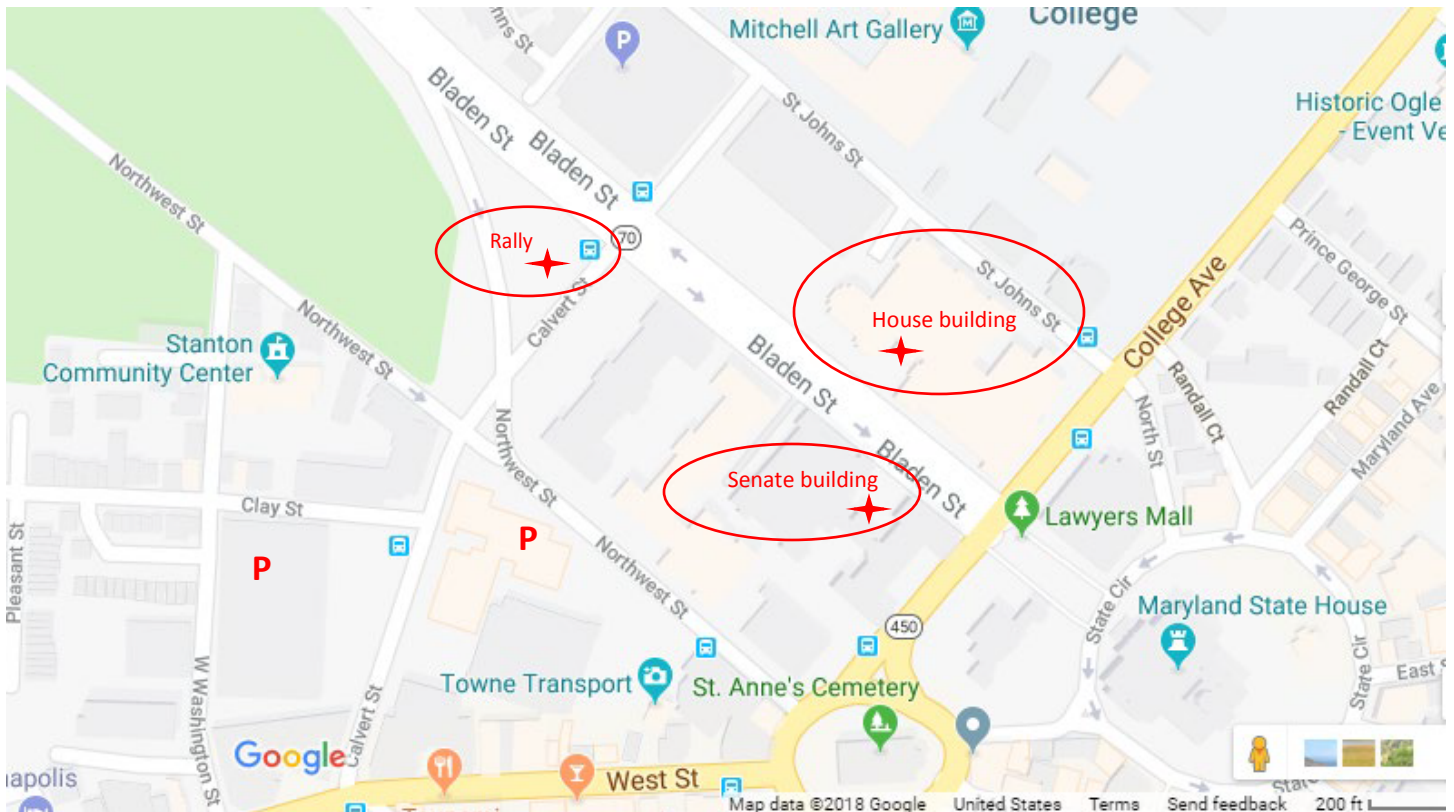 College
Mitchell Art Gallery
P
Bladen St
Bladen St
St Johns St
Historic Ogle
- Event Ve
Northwest St
Rally
70
Prince George St
St Johns St
College Ave
House building
Calvert St
Northwest St
Stanton
Community Center
Bladen St
Randall Ct
Randall Ct
Maryland Ave
North St
Northwest St
Senate building
Bladen St
Clay St
P
P
Lawyers Mall
Pleasant St
Northwest St
State Cir
Maryland State House
450
State Cir
East S
Towne Transport
St. Anne's Cemetery
W Washington St
Calvert St
Google
apolis
West St
Map data ©2018 Google United States Terms Send feedback 200 ft